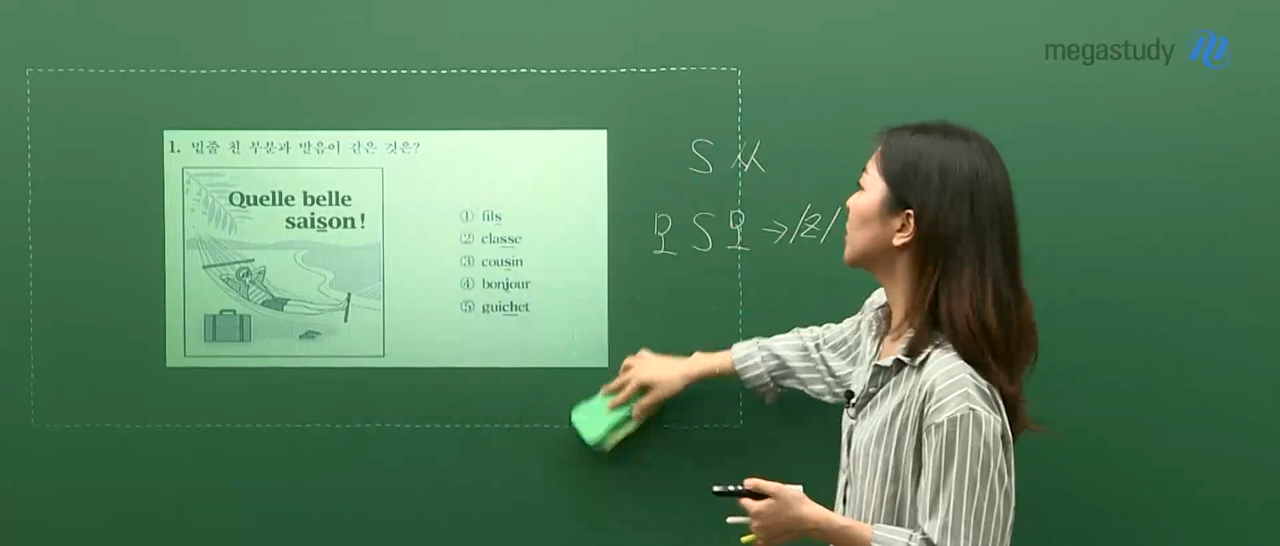 megastudy
1. 밑줄 친 부분과 발음이 같은 것은?
Quelle belle
saison!
① fils
② classe
③ cousin
④ bonjour
⑤ guichet
S ㅅ
모 S 모 → /z/